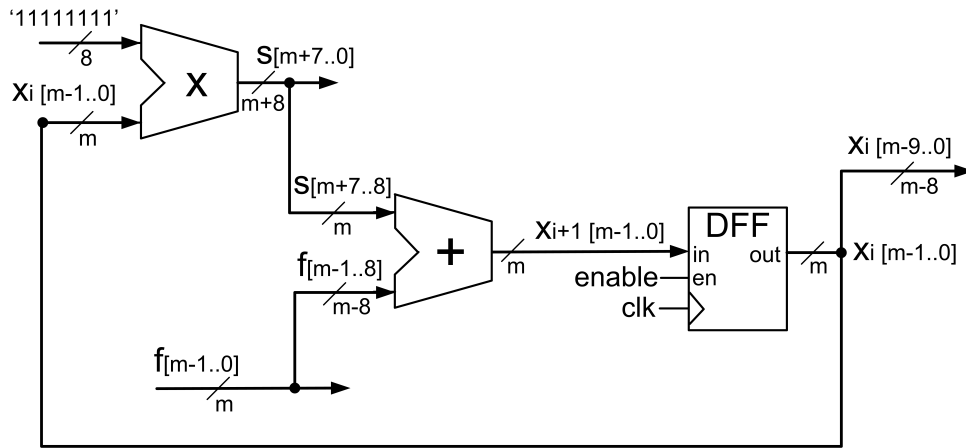 '11111111'
8
X
s[m+7..0]
m+8
xi [m-1..0]
m
xi [m-9..0]
m-8
s[m+7..8]
m
+
xi+1 [m-1..0]
m
DFF
in
out
en
enable
clk
m
xi [m-1..0]
f[m-1..8]
m-8
f[m-1..0]
m